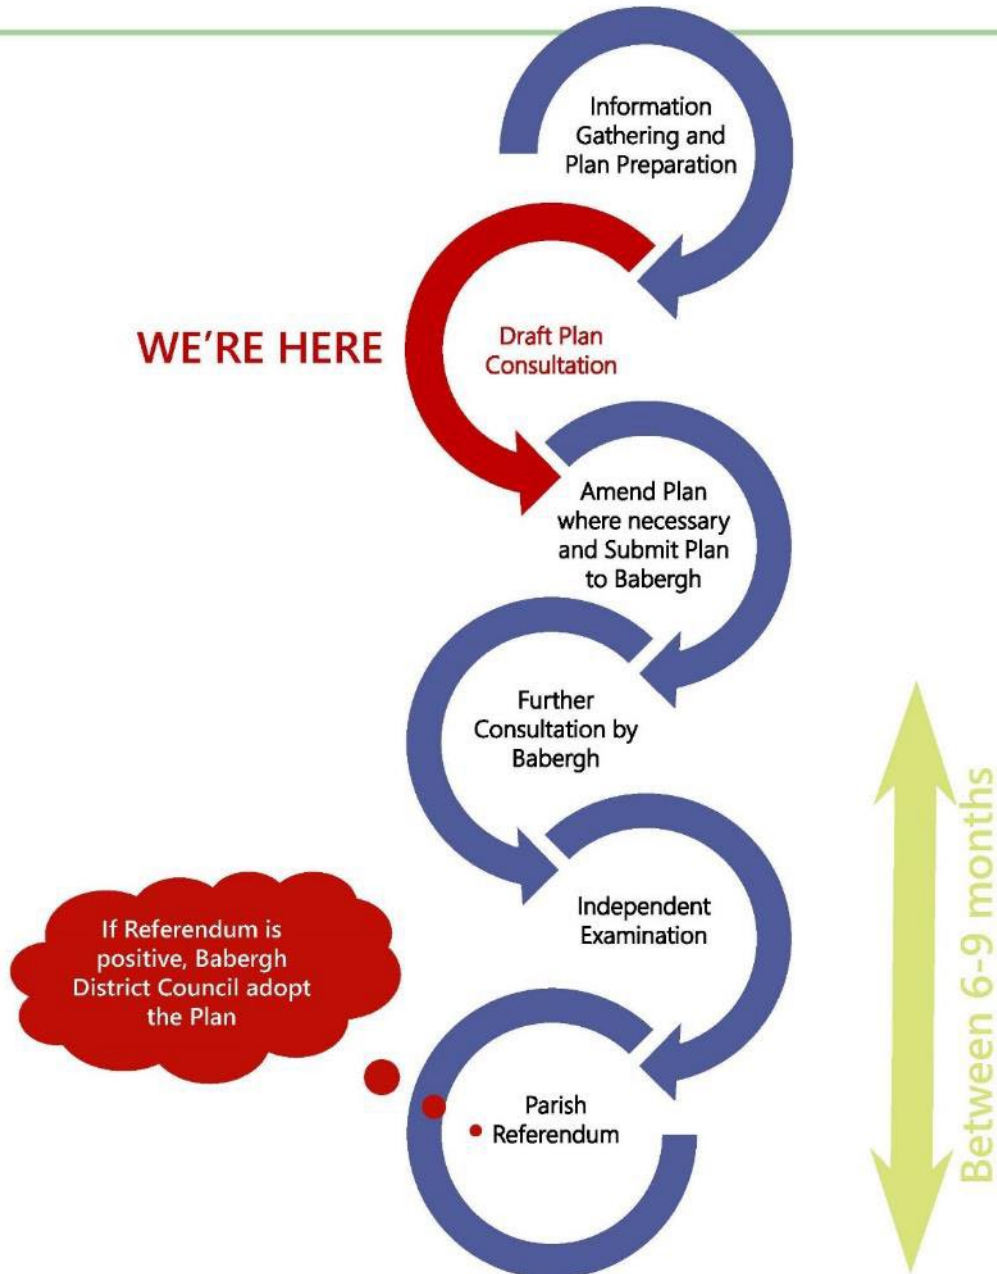 Information
Gathering and
Plan Preparation
WE’RE HERE
Draft Plan
Consultation
Amend Plan
where necessary
and Submit Plan
to Babergh
Further
Consultation by
Babergh
Between 6-9 months
Independent
Examination
If Referendum is
positive, Babergh
District Council adopt
the Plan
Parish
Referendum